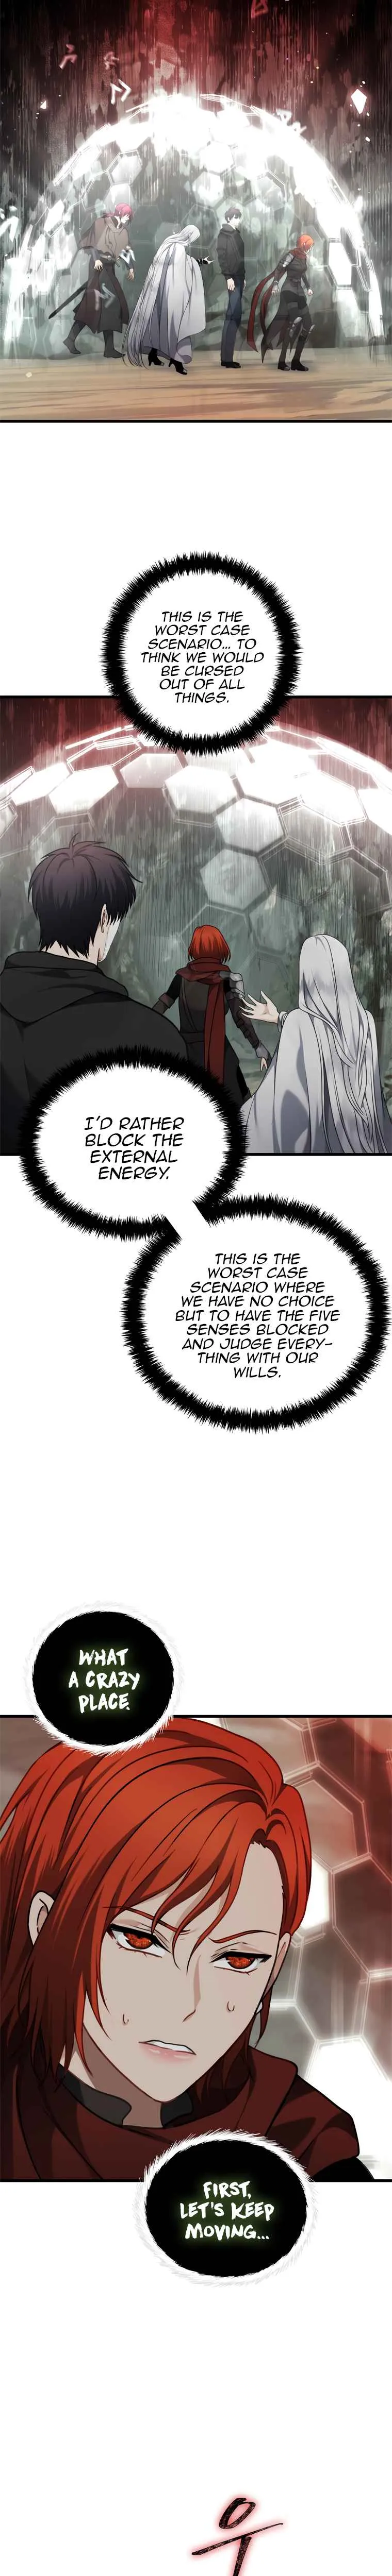 THIS IS THE
WORST CASE
SCENARIO... TO
THINK WE WOULD
BE CURSED
OUT OF ALL
THINGS.
I'D RATHER
BLOCK THE
EXTERNAL
ENERGY.
THIS IS THE
WORST CASE
SCENARIO WHERE
WE HAVE NO CHOICE
BUT TO HAVE THE FIVE
SENSES BLOCKED
AND JUDGE EVERY-
THING WITH OUR
WILLS.
WHAT
A CRAZY
PLACE.
FIRST,
LET'S KEEP
MOVING...